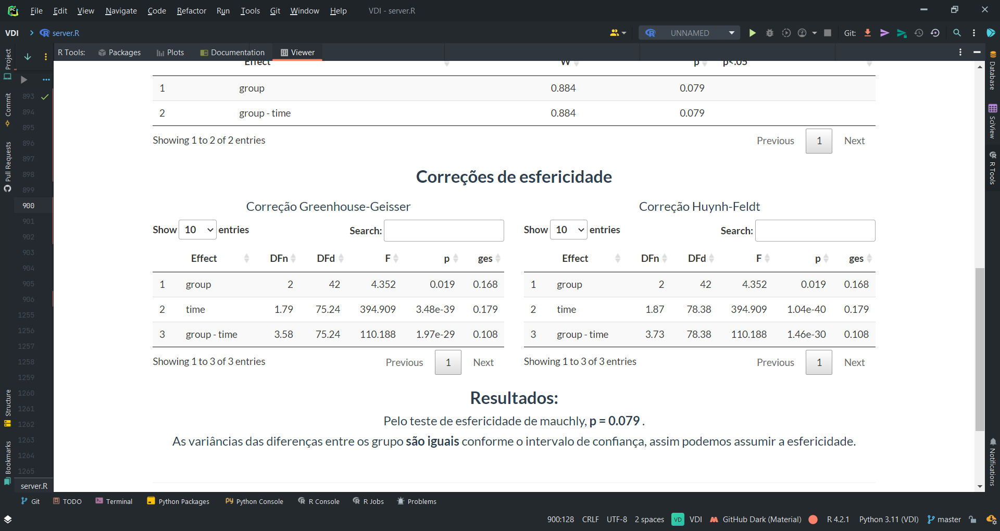 File Edit View Navigate Code Refactor Run Tools Git Window Help VDI - server.R
VDI server.R UNNAMED Git:
R Tools: Packages Plots Documentation Viewer
Effect W p p<.05
1 group 0.884 0.079
2 group - time 0.884 0.079
Showing 1 to 2 of 2 entries Previous 1 Next
Correções de esfericidade
Correção Greenhouse-Geisser
Show 10 entries Search:
Effect DFn DFd F p ges
1 group 2 42 4.352 0.019 0.168
2 time 1.79 75.24 394.909 3.48e-39 0.179
3 group - time 3.58 75.24 110.188 1.97e-29 0.108
Showing 1 to 3 of 3 entries Previous 1 Next
Correção Huynh-Feldt
Show 10 entries Search:
Effect DFn DFd F p ges
1 group 2 42 4.352 0.019 0.168
2 time 1.87 78.38 394.909 1.04e-40 0.179
3 group - time 3.73 78.38 110.188 1.46e-30 0.108
Showing 1 to 3 of 3 entries Previous 1 Next
Resultados:
Pelo teste de esfericidade de mauchly, p = 0.079 .
As variâncias das diferenças entre os grupo são iguais conforme o intervalo de confiança, assim podemos assumir a esfericidade.
Project
Commit
Pull Requests
Structure
Bookmarks
893
894
895
896
897
898
899
900
901
902
903
904
905
906
1255
1256
1257
1258
1259
1260
1261
1262
1263
1264
1265
server.R
Database
SciView
R Tools
Notifications
Git TODO Terminal Python Packages Python Console R Console R Jobs Problems
900:128 CRLF UTF-8 2 spaces VD VDI GitHub Dark (Material) R 4.2.1 Python 3.11 (VDI) master